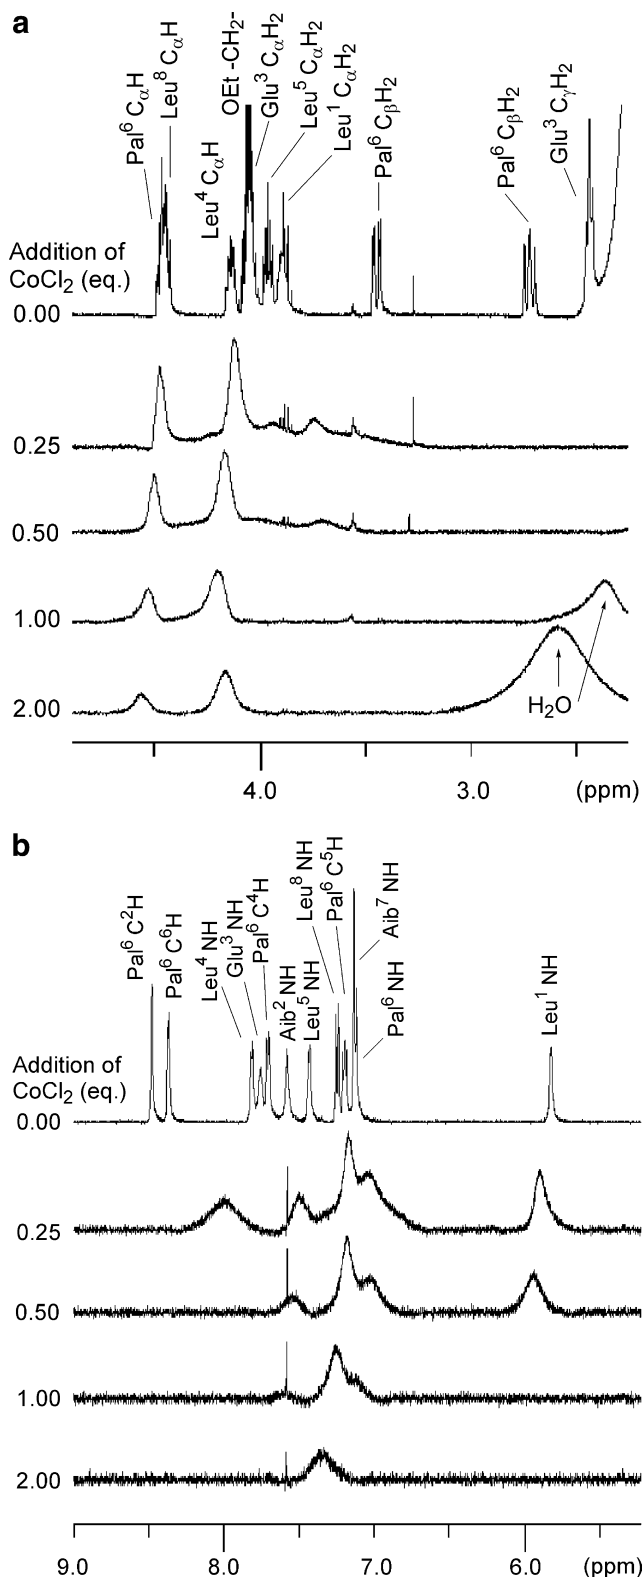 a
Pal6 CαH
Leu8 CαH
Leu4 CαH
OEt -CH2-
Glu3 CαH2
Leu5 CαH2
Leu1 CαH2
Pal6 CβH2
Pal6 CβH2
Glu3 CγH2
Addition of
CoCl2 (eq.)
0.00
0.25
0.50
1.00
2.00
H2O
4.0 3.0 (ppm)
b
Pal6 C2H
Pal6 C6H
Leu4 NH
Glu3 NH
Pal6 C4H
Aib2 NH
Leu5 NH
Leu8 NH
Pal6 C5H
Aib7 NH
Pal6 NH
Leu1 NH
Addition of
CoCl2 (eq.)
0.00
0.25
0.50
1.00
2.00
9.0 8.0 7.0 6.0 (ppm)